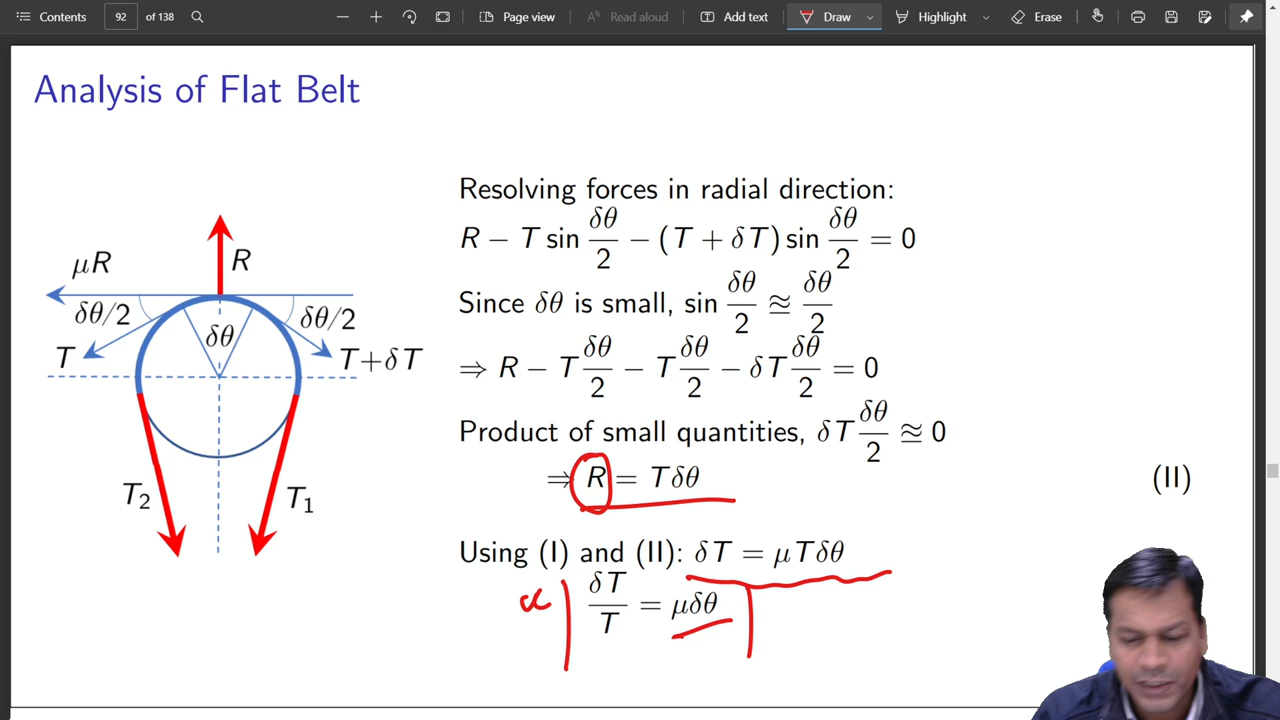 Contents 92 of 138 Page view Read aloud Add text Draw Highlight Erase
Analysis of Flat Belt
Resolving forces in radial direction:
R − T sin δθ/2 − (T + δT) sin δθ/2 = 0
Since δθ is small, sin δθ/2 ≊ δθ/2
⇒ R − T δθ/2 − T δθ/2 − δT δθ/2 = 0
Product of small quantities, δT δθ/2 ≊ 0
⇒ R = Tδθ (II)
Using (I) and (II): δT = μTδθ
α δT/T = μδθ
μR
R
δθ/2
δθ
δθ/2
T
T+δT
T₂
T₁